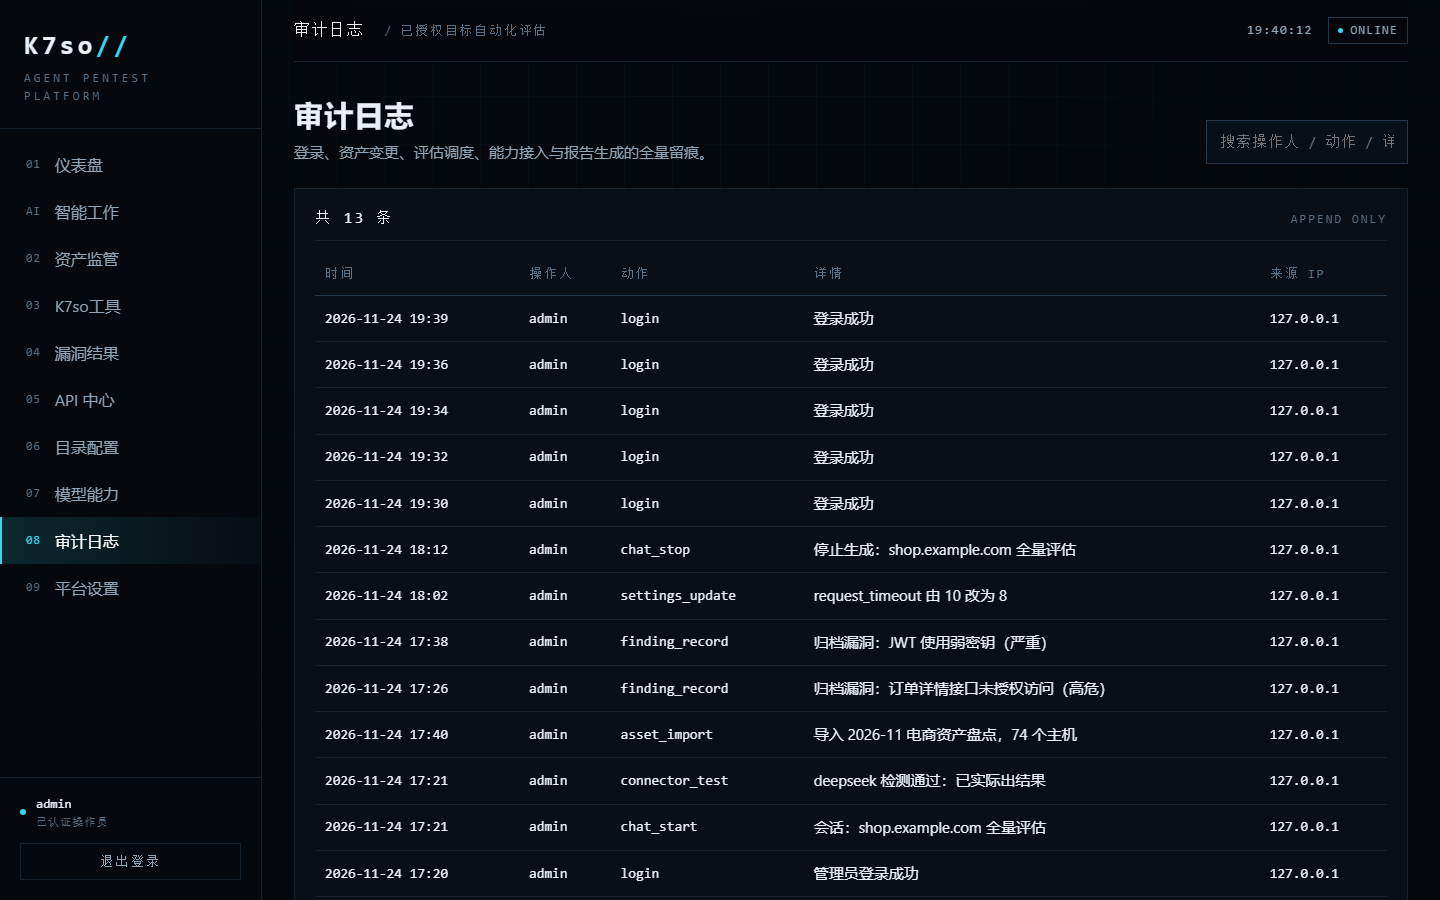 K7so//
AGENT PENTEST
PLATFORM
01 仪表盘
AI 智能工作
02 资产监管
03 K7so工具
04 漏洞结果
05 API 中心
06 目录配置
07 模型能力
08 审计日志
09 平台设置
admin
已认证操作员
退出登录
审计日志 / 已授权目标自动化评估
19:40:12 ONLINE
审计日志
登录、资产变更、评估调度、能力接入与报告生成的全量留痕。
搜索操作人 / 动作 / 详
共 13 条 APPEND ONLY
时间 操作人 动作 详情 来源 IP
2026-11-24 19:39 admin login 登录成功 127.0.0.1
2026-11-24 19:36 admin login 登录成功 127.0.0.1
2026-11-24 19:34 admin login 登录成功 127.0.0.1
2026-11-24 19:32 admin login 登录成功 127.0.0.1
2026-11-24 19:30 admin login 登录成功 127.0.0.1
2026-11-24 18:12 admin chat_stop 停止生成：shop.example.com 全量评估 127.0.0.1
2026-11-24 18:02 admin settings_update request_timeout 由 10 改为 8 127.0.0.1
2026-11-24 17:38 admin finding_record 归档漏洞：JWT 使用弱密钥（严重） 127.0.0.1
2026-11-24 17:26 admin finding_record 归档漏洞：订单详情接口未授权访问（高危） 127.0.0.1
2026-11-24 17:40 admin asset_import 导入 2026-11 电商资产盘点，74 个主机 127.0.0.1
2026-11-24 17:21 admin connector_test deepseek 检测通过：已实际出结果 127.0.0.1
2026-11-24 17:21 admin chat_start 会话：shop.example.com 全量评估 127.0.0.1
2026-11-24 17:20 admin login 管理员登录成功 127.0.0.1